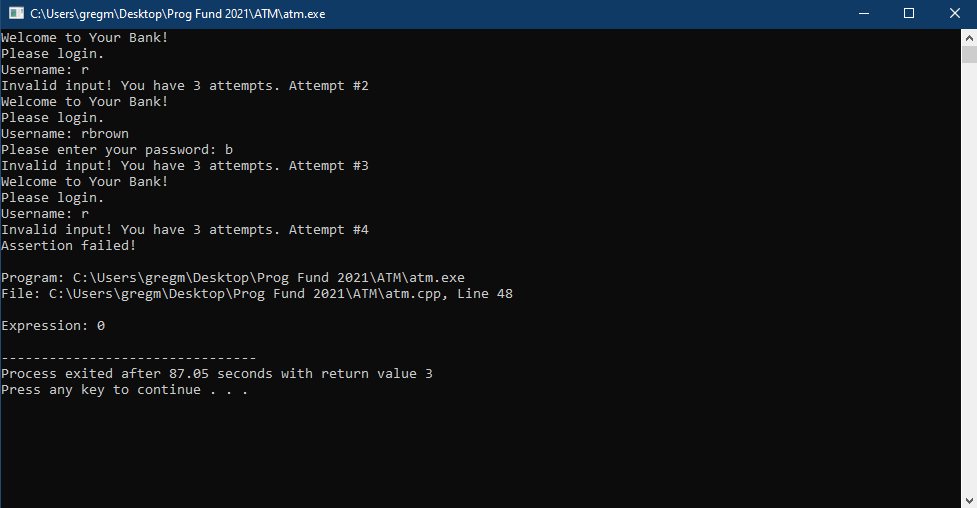 C:\Users\gregm\Desktop\Prog Fund 2021\ATM\atm.exe
Welcome to Your Bank!
Please login.
Username: r
Invalid input! You have 3 attempts. Attempt #2
Welcome to Your Bank!
Please login.
Username: rbrown
Please enter your password: b
Invalid input! You have 3 attempts. Attempt #3
Welcome to Your Bank!
Please login.
Username: r
Invalid input! You have 3 attempts. Attempt #4
Assertion failed!
Program: C:\Users\gregm\Desktop\Prog Fund 2021\ATM\atm.exe
File: C:\Users\gregm\Desktop\Prog Fund 2021\ATM\atm.cpp, Line 48
Expression: 0
--------------------------------
Process exited after 87.05 seconds with return value 3
Press any key to continue . . .